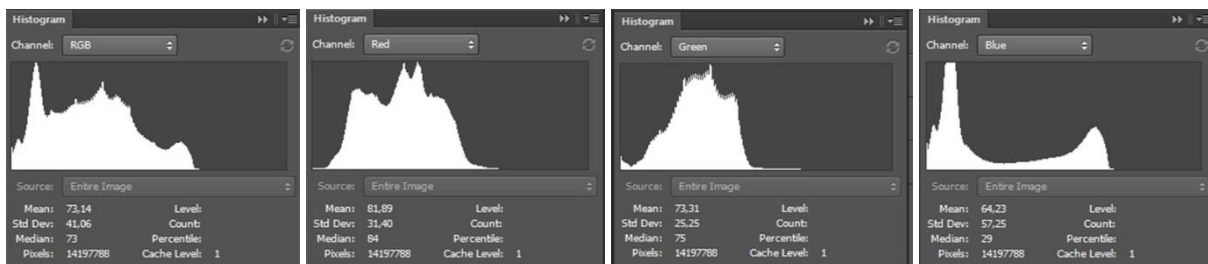 Histogram
Channel: RGB
Source: Entire Image
Mean: 73,14 Level:
Std Dev: 41,06 Count:
Median: 73 Percentile:
Pixels: 14197788 Cache Level: 1
Histogram
Channel: Red
Source: Entire Image
Mean: 81,89 Level:
Std Dev: 31,40 Count:
Median: 84 Percentile:
Pixels: 14197788 Cache Level: 1
Histogram
Channel: Green
Source: Entire Image
Mean: 73,31 Level:
Std Dev: 25,25 Count:
Median: 75 Percentile:
Pixels: 14197788 Cache Level: 1
Histogram
Channel: Blue
Source: Entire Image
Mean: 64,23 Level:
Std Dev: 57,25 Count:
Median: 29 Percentile:
Pixels: 14197788 Cache Level: 1